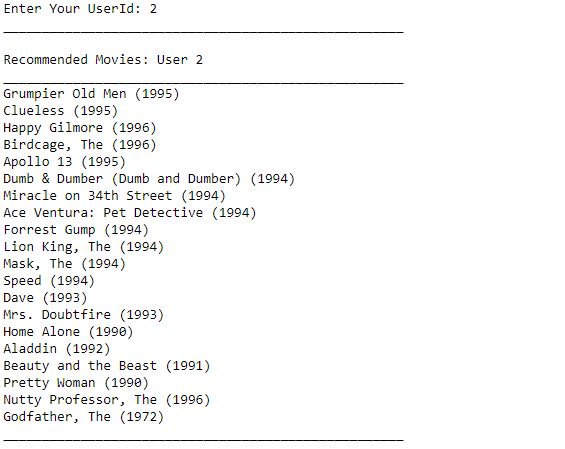 Enter Your UserId: 2
Recommended Movies: User 2
Grumpier Old Men (1995)
Clueless (1995)
Happy Gilmore (1996)
Birdcage, The (1996)
Apollo 13 (1995)
Dumb & Dumber (Dumb and Dumber) (1994)
Miracle on 34th Street (1994)
Ace Ventura: Pet Detective (1994)
Forrest Gump (1994)
Lion King, The (1994)
Mask, The (1994)
Speed (1994)
Dave (1993)
Mrs. Doubtfire (1993)
Home Alone (1990)
Aladdin (1992)
Beauty and the Beast (1991)
Pretty Woman (1990)
Nutty Professor, The (1996)
Godfather, The (1972)